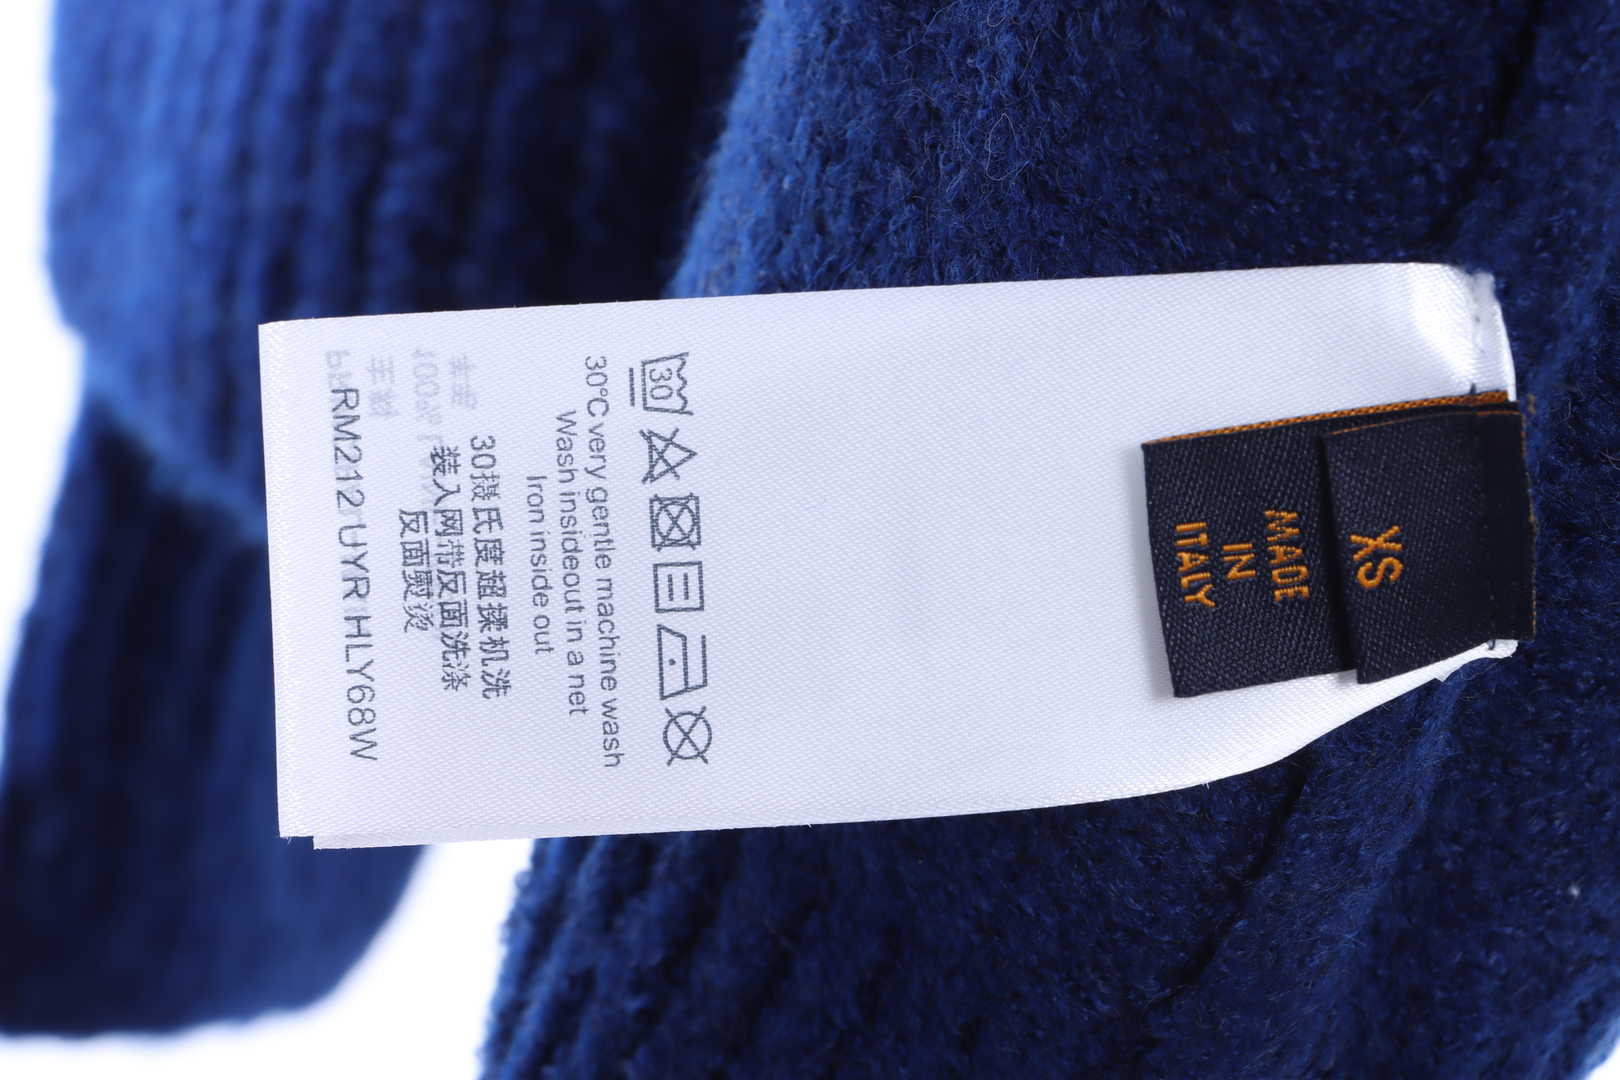 XS
MADE
IN
ITALY
30
30°C very gentle machine wash
Wash insideout in a net
Iron inside out
30摄氏度超揉机洗
装入网带反面洗涤
反面熨烫
RM212 UYR HLY68W